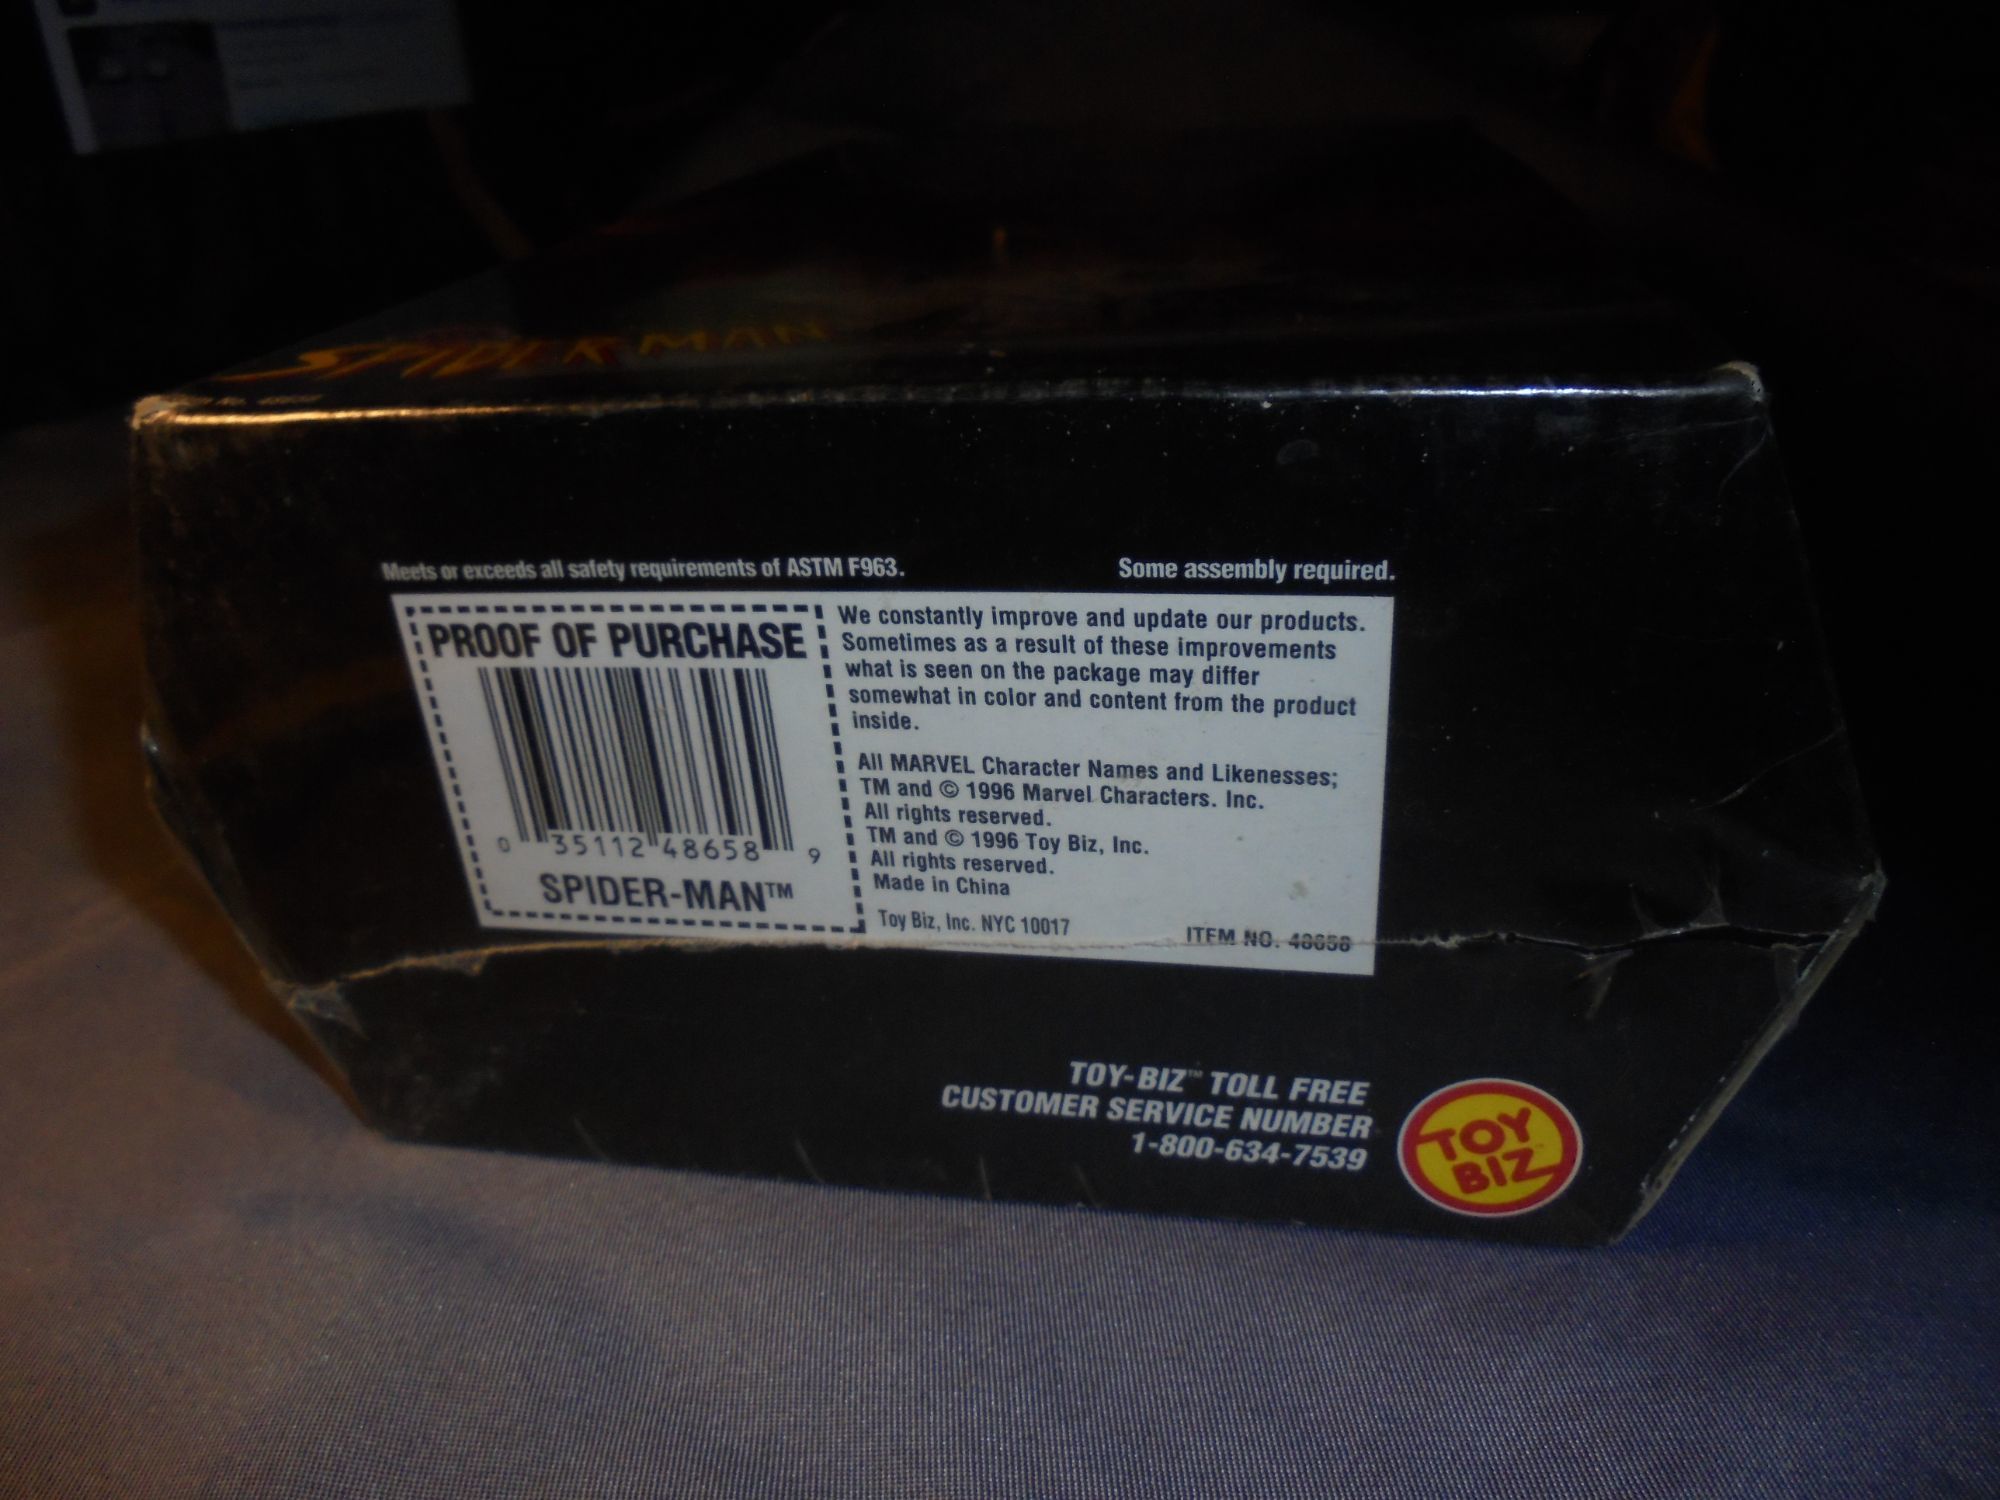 SPIDER-MAN
Meets or exceeds all safety requirements of ASTM F963.
Some assembly required.
PROOF OF PURCHASE
0 35112 48658 9
SPIDER-MAN™
We constantly improve and update our products.
Sometimes as a result of these improvements
what is seen on the package may differ
somewhat in color and content from the product
inside.
All MARVEL Character Names and Likenesses;
TM and © 1996 Marvel Characters. Inc.
All rights reserved.
TM and © 1996 Toy Biz, Inc.
All rights reserved.
Made in China
Toy Biz, Inc. NYC 10017
ITEM NO. 48658
TOY-BIZ™ TOLL FREE
CUSTOMER SERVICE NUMBER
1-800-634-7539
TOY
BIZ